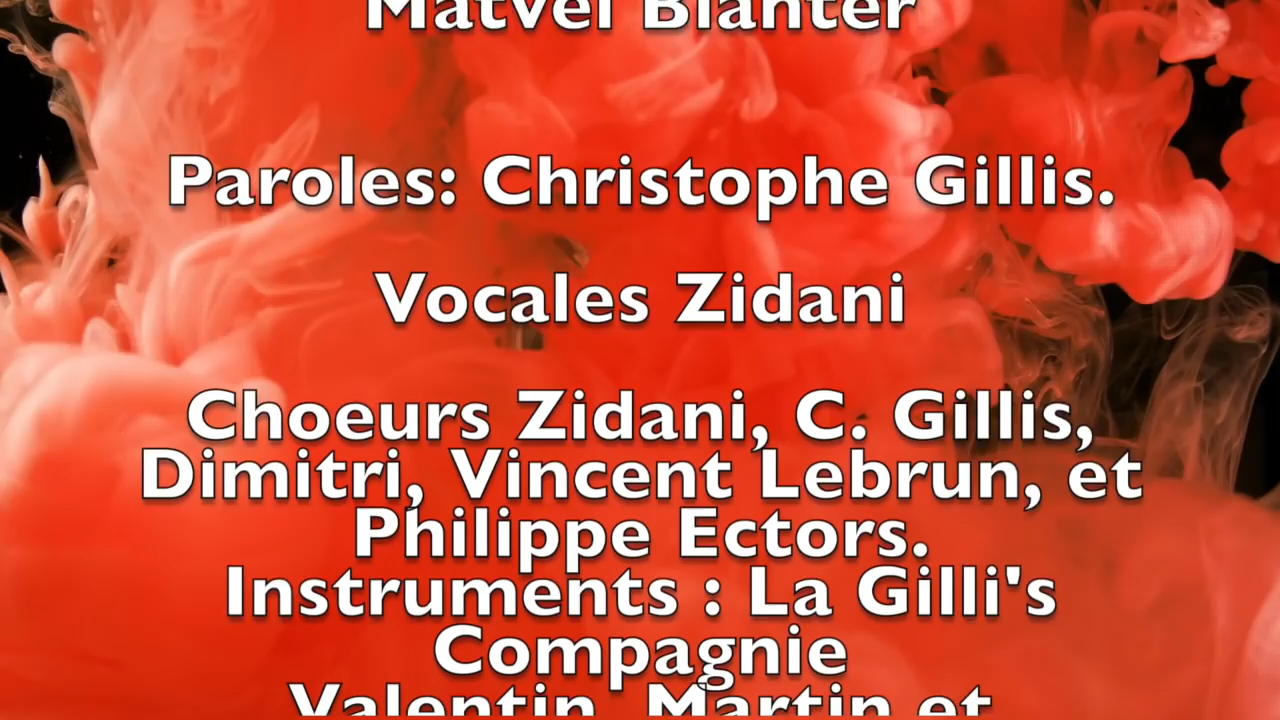 Matveï Blanter
Paroles: Christophe Gillis.
Vocales Zidani
Choeurs Zidani, C. Gillis,
Dimitri, Vincent Lebrun, et
Philippe Ectors.
Instruments : La Gilli's
Compagnie
Valentin, Martin et